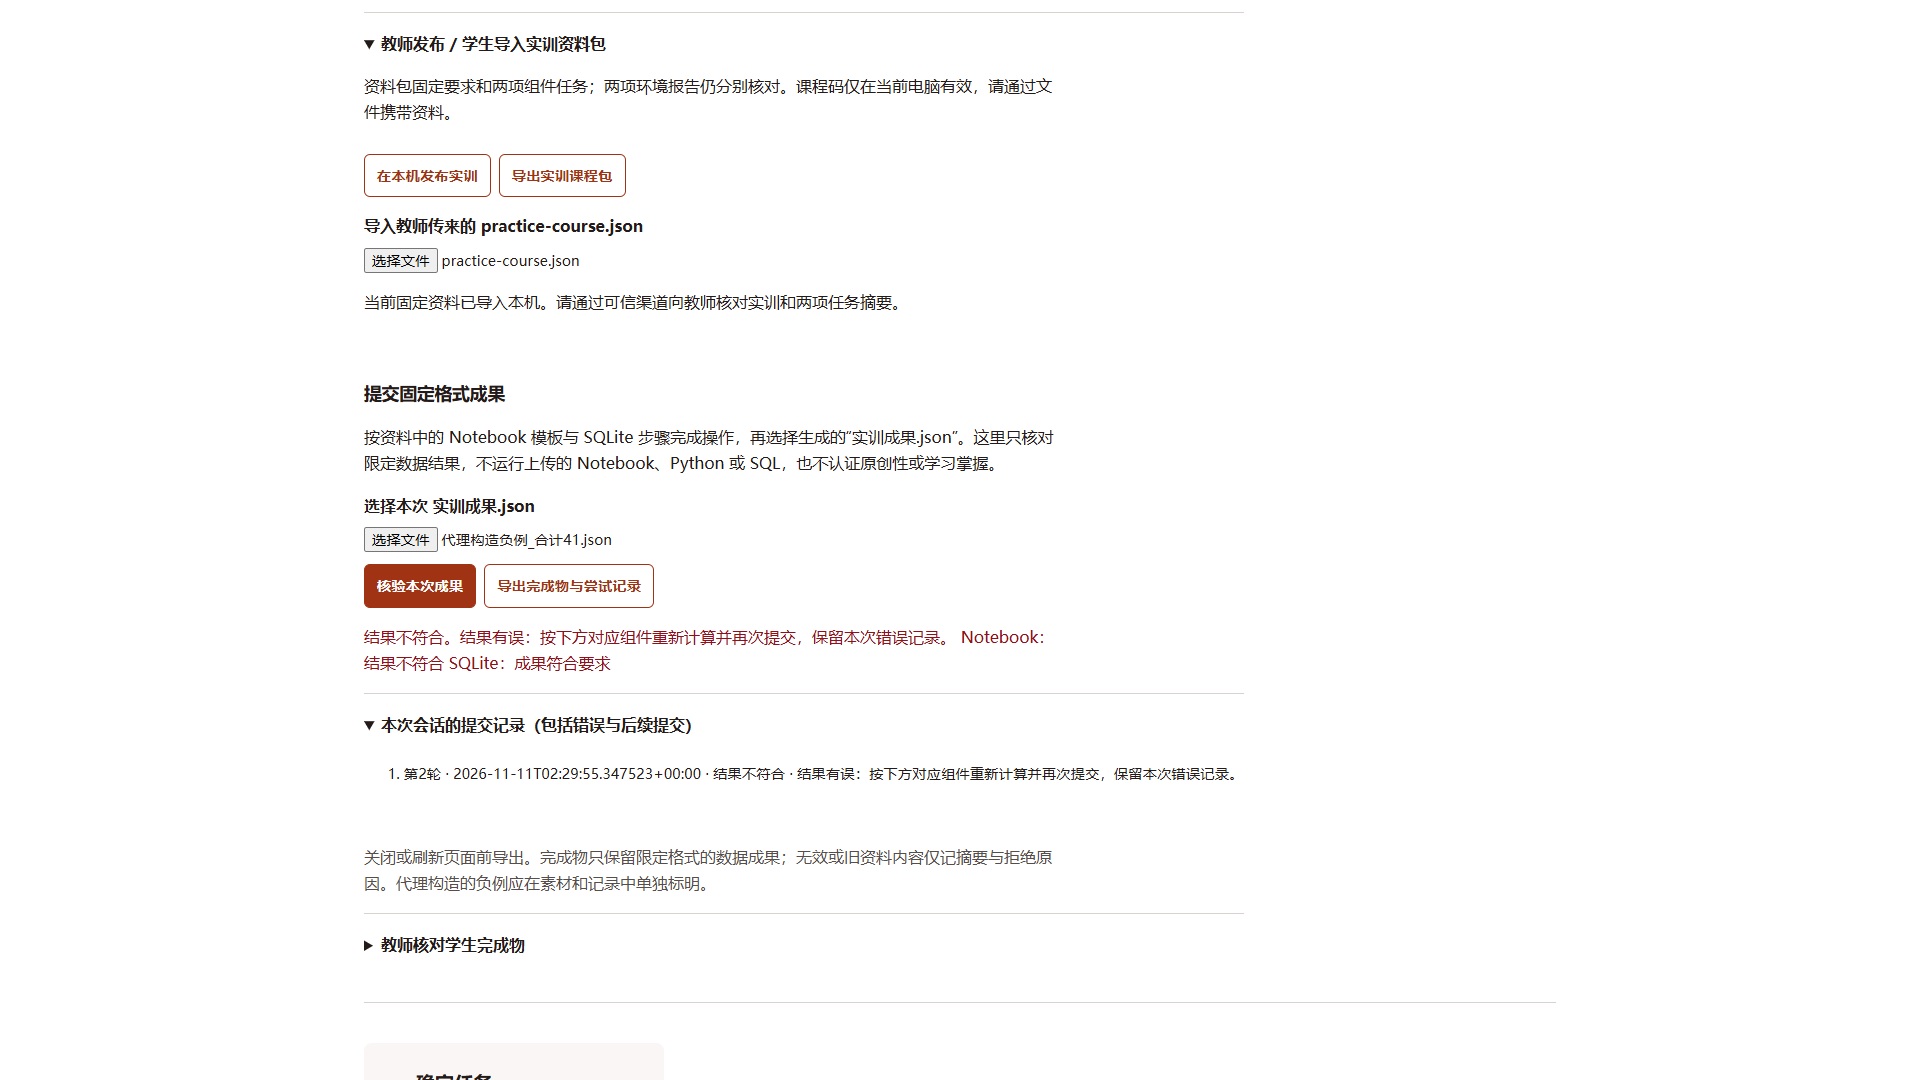 教师发布 / 学生导入实训资料包
资料包固定要求和两项组件任务；两项环境报告仍分别核对。课程码仅在当前电脑有效，请通过文
件携带资料。
在本机发布实训 导出实训课程包
导入教师传来的 practice-course.json
选择文件 practice-course.json
当前固定资料已导入本机。请通过可信渠道向教师核对实训和两项任务摘要。
提交固定格式成果
按资料中的 Notebook 模板与 SQLite 步骤完成操作，再选择生成的“实训成果.json”。这里只核对
限定数据结果，不运行上传的 Notebook、Python 或 SQL，也不认证原创性或学习掌握。
选择本次 实训成果.json
选择文件 代理构造负例_合计41.json
核验本次成果 导出完成物与尝试记录
结果不符合。结果有误：按下方对应组件重新计算并再次提交，保留本次错误记录。 Notebook：
结果不符合 SQLite：成果符合要求
本次会话的提交记录（包括错误与后续提交）
1. 第2轮 · 2026-11-11T02:29:55.347523+00:00 · 结果不符合 · 结果有误：按下方对应组件重新计算并再次提交，保留本次错误记录。
关闭或刷新页面前导出。完成物只保留限定格式的数据成果；无效或旧资料内容仅记摘要与拒绝原
因。代理构造的负例应在素材和记录中单独标明。
教师核对学生完成物
确定任务